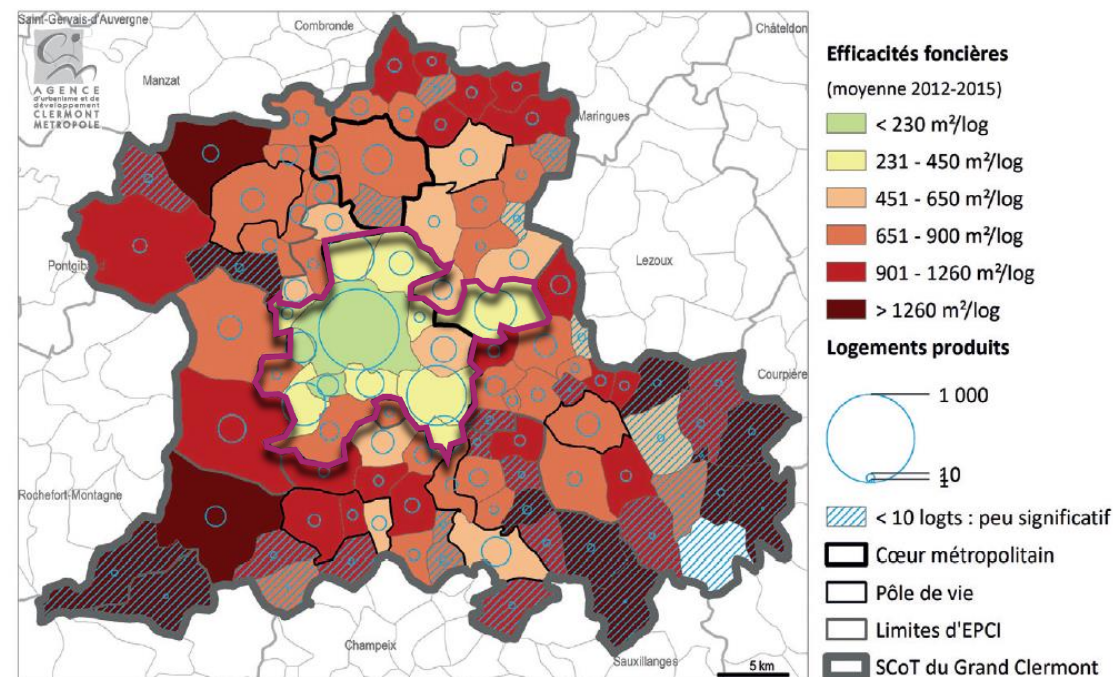 Saint-Gervais-d'Auvergne
Combronde
Châteldon
Manzat
AGENCE
d'urbanisme et de
développement
CLERMONT
METROPOLE
Maringues
Pontgibaud
Lezoux
Courpière
Rochefort-Montagne
Champeix
Sauxillanges
5 km
Efficacités foncières
(moyenne 2012-2015)
< 230 m²/log
231 - 450 m²/log
451 - 650 m²/log
651 - 900 m²/log
901 - 1260 m²/log
> 1260 m²/log
Logements produits
1 000
10
1
< 10 logts : peu significatif
Cœur métropolitain
Pôle de vie
Limites d'EPCI
SCoT du Grand Clermont